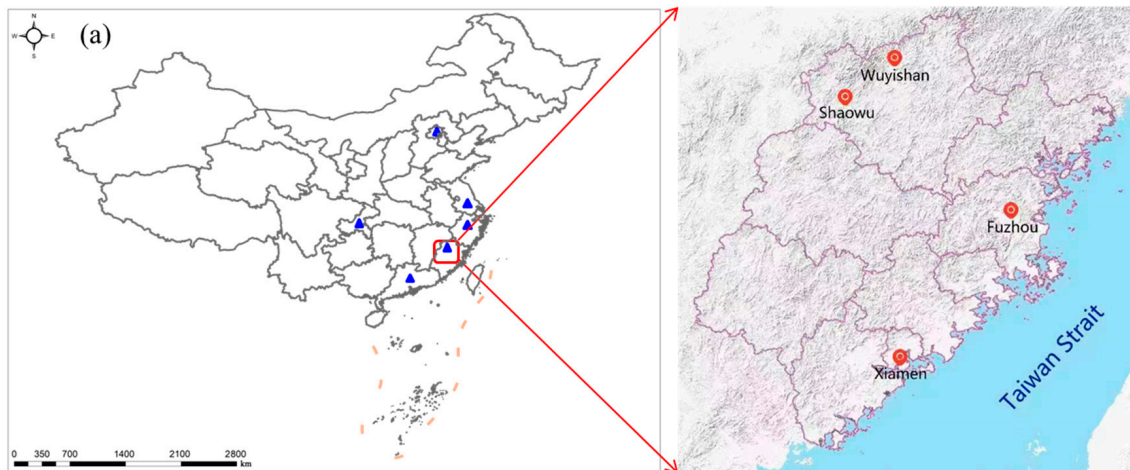 (a)
N
W
E
S
0 350 700 1400 2100 2800
km
Wuyishan
Shaowu
Fuzhou
Xiamen
Taiwan Strait